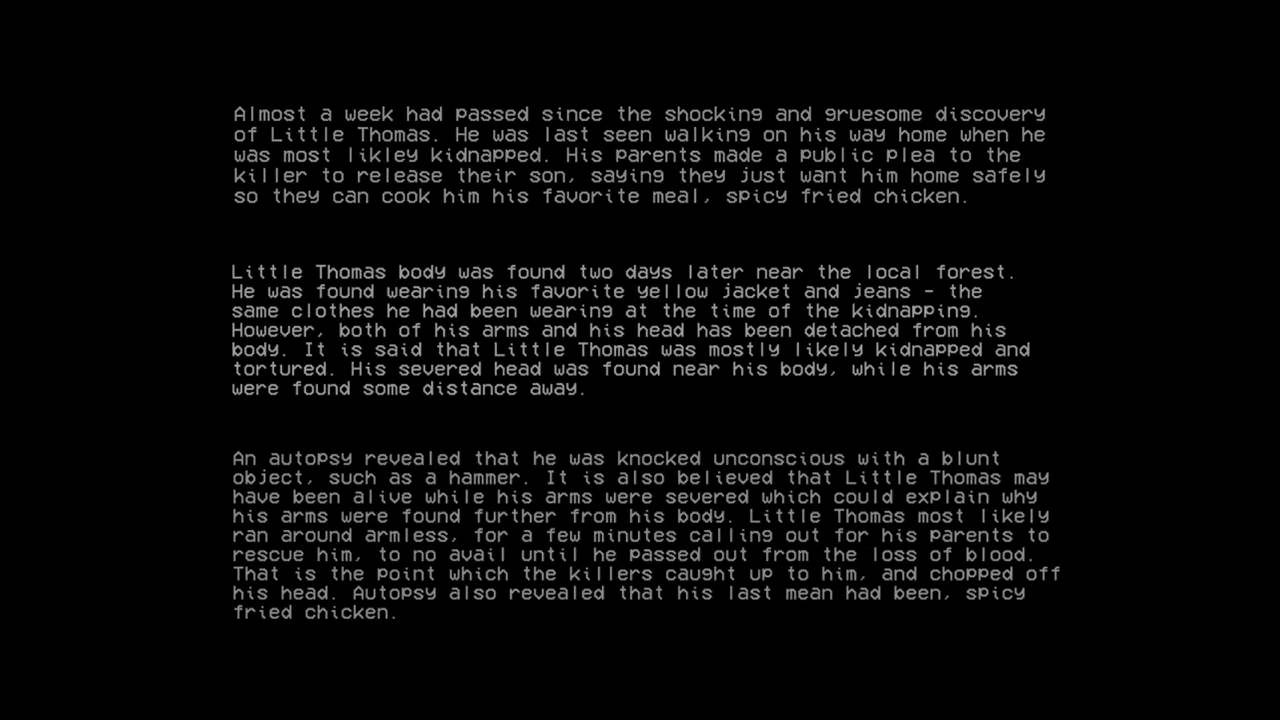 Almost a week had passed since the shocking and gruesome discovery
of Little Thomas. He was last seen walking on his way home when he
was most likley kidnapped. His parents made a public plea to the
killer to release their son, saying they just want him home safely
so they can cook him his favorite meal, spicy fried chicken.
Little Thomas body was found two days later near the local forest.
He was found wearing his favorite yellow jacket and jeans - the
same clothes he had been wearing at the time of the kidnapping.
However, both of his arms and his head has been detached from his
body. It is said that Little Thomas was mostly likely kidnapped and
tortured. His severed head was found near his body, while his arms
were found some distance away.
An autopsy revealed that he was knocked unconscious with a blunt
object, such as a hammer. It is also believed that Little Thomas may
have been alive while his arms were severed which could explain why
his arms were found further from his body. Little Thomas most likely
ran around armless, for a few minutes calling out for his parents to
rescue him, to no avail until he passed out from the loss of blood.
That is the point which the killers caught up to him, and chopped off
his head. Autopsy also revealed that his last mean had been, spicy
fried chicken.